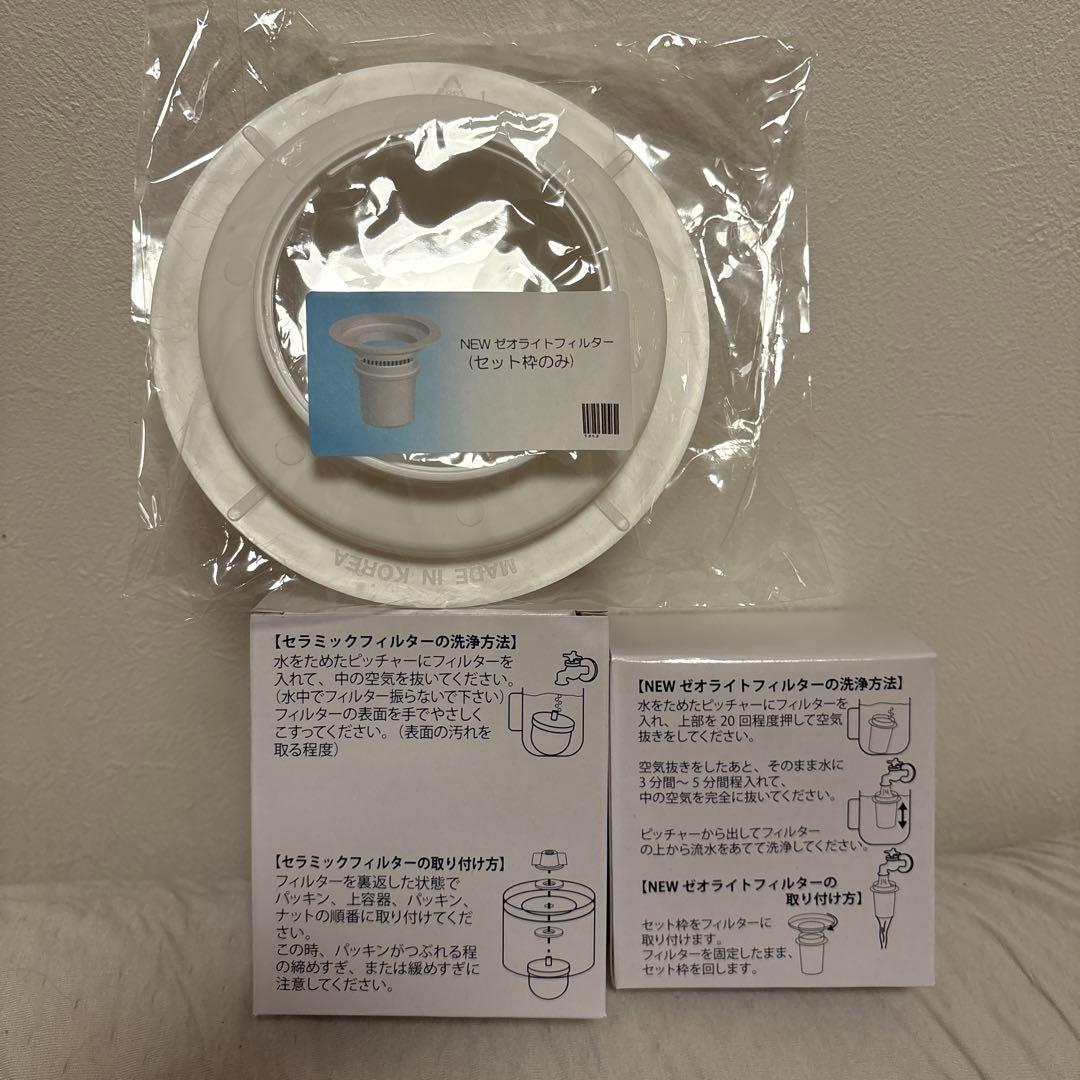 NEW ゼオライトフィルター
(セット枠のみ)
MADE IN KOREA
【セラミックフィルターの洗浄方法】
水をためたピッチャーにフィルターを
入れて、中の空気を抜いてください。
（水中でフィルター振らないで下さい）
フィルターの表面を手でやさしく
こすってください。（表面の汚れを
取る程度）
【セラミックフィルターの取り付け方】
フィルターを裏返した状態で
パッキン、上容器、パッキン、
ナットの順番に取り付けてくだ
さい。
この時、パッキンがつぶれる程
の締めすぎ、または緩めすぎに
注意してください。
【NEW ゼオライトフィルターの洗浄方法】
水をためたピッチャーにフィルターを
入れ、上部を 20 回程度押して空気
抜きをしてください。
空気抜きをしたあと、そのまま水に
3 分間～ 5 分間程入れて、
中の空気を完全に抜いてください。
ピッチャーから出してフィルター
の上から流水をあてて洗浄してください。
【NEW ゼオライトフィルターの
取り付け方】
セット枠をフィルターに
取り付けます。
フィルターを固定したまま、
セット枠を回します。